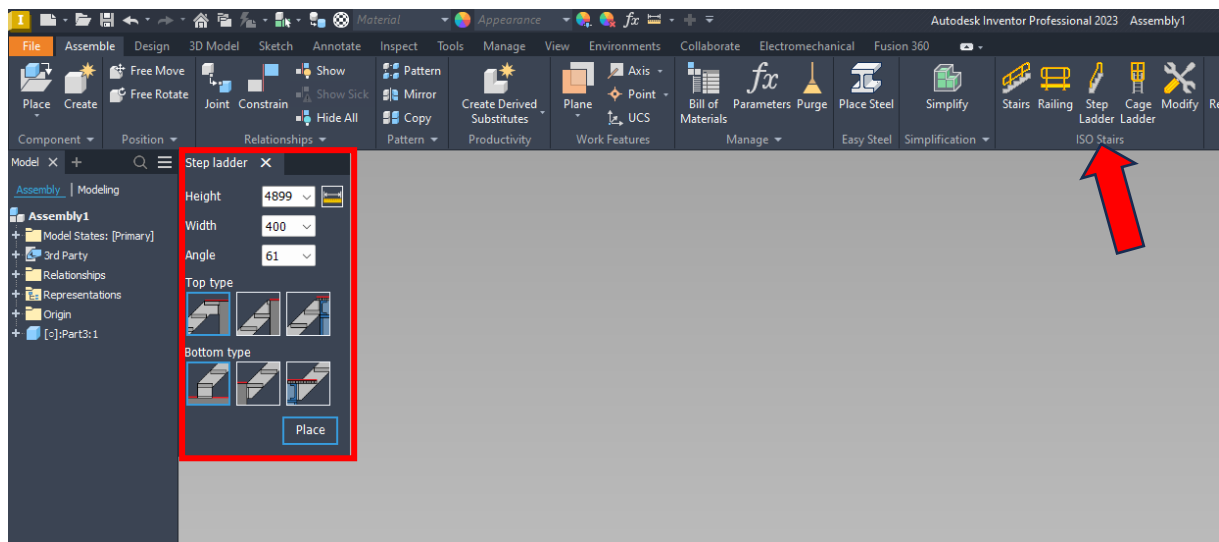 Material Appearance fx Autodesk Inventor Professional 2023 Assembly1
File Assemble Design 3D Model Sketch Annotate Inspect Tools Manage View Environments Collaborate Electromechanical Fusion 360
Free Move Show Pattern Axis
Free Rotate Show Sick Mirror Point
Hide All Copy UCS
Place Create Joint Constrain Create Derived Substitutes Plane Bill of Materials fx Parameters Purge Place Steel Simplify Stairs Railing Step Ladder Cage Ladder Modify
Component Position Relationships Pattern Productivity Work Features Manage Easy Steel Simplification ISO Stairs
Model
Assembly | Modeling
Assembly1
Model States: [Primary]
3rd Party
Relationships
Representations
Origin
[o]:Part3:1
Step ladder
Height 4899
Width 400
Angle 61
Top type
Bottom type
Place